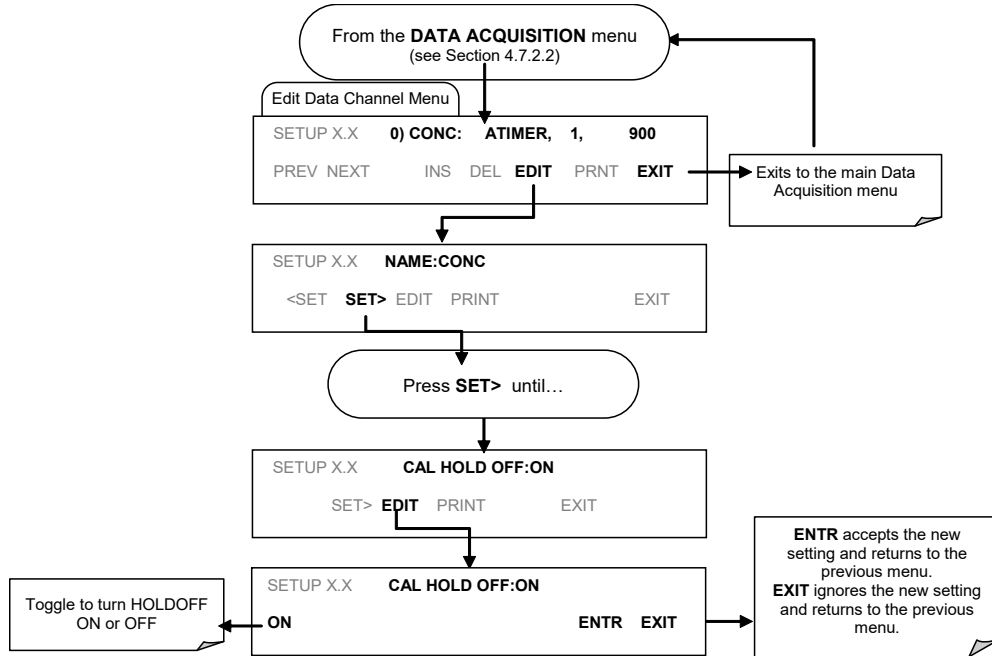 From the DATA ACQUISITION menu
(see Section 4.7.2.2)
Edit Data Channel Menu
SETUP X.X 0) CONC: ATIMER, 1, 900
PREV NEXT INS DEL EDIT PRNT EXIT
Exits to the main Data
Acquisition menu
SETUP X.X NAME:CONC
<SET SET> EDIT PRINT EXIT
Press SET> until…
SETUP X.X CAL HOLD OFF:ON
SET> EDIT PRINT EXIT
SETUP X.X CAL HOLD OFF:ON
ON ENTR EXIT
Toggle to turn HOLDOFF
ON or OFF
ENTR accepts the new
setting and returns to the
previous menu.
EXIT ignores the new setting
and returns to the previous
menu.